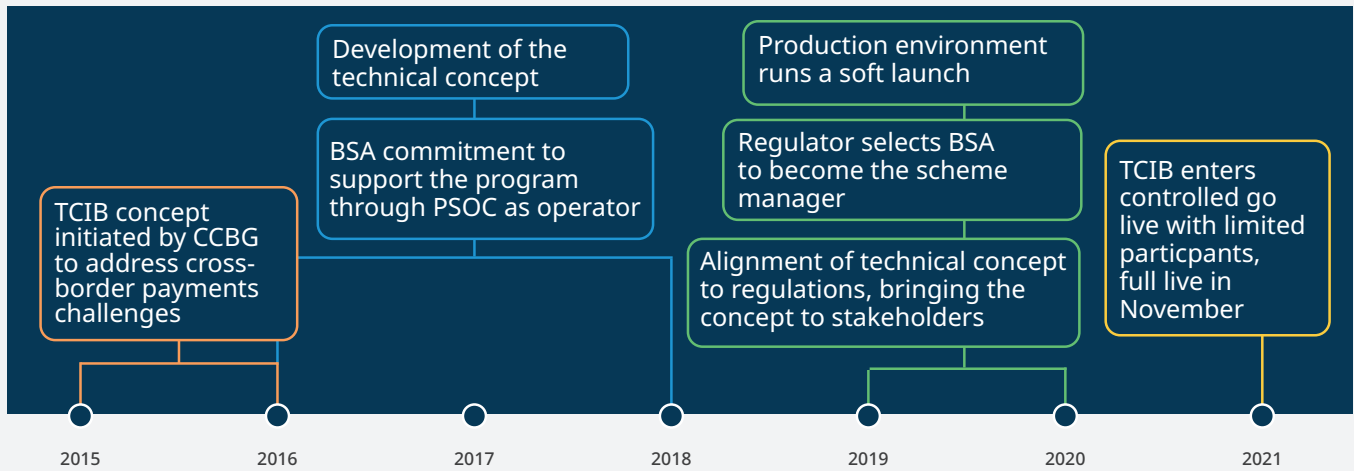 TCIB concept
initiated by CCBG
to address cross-
border payments
challenges
Development of the
technical concept
BSA commitment to
support the program
through PSOC as operator
Production environment
runs a soft launch
Regulator selects BSA
to become the scheme
manager
Alignment of technical concept
to regulations, bringing the
concept to stakeholders
TCIB enters
controlled go
live with limited
particpants,
full live in
November
2015
2016
2017
2018
2019
2020
2021